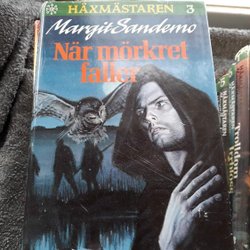 HÄXMÄSTAREN 3
Margit Sandemo
När mörkret
faller